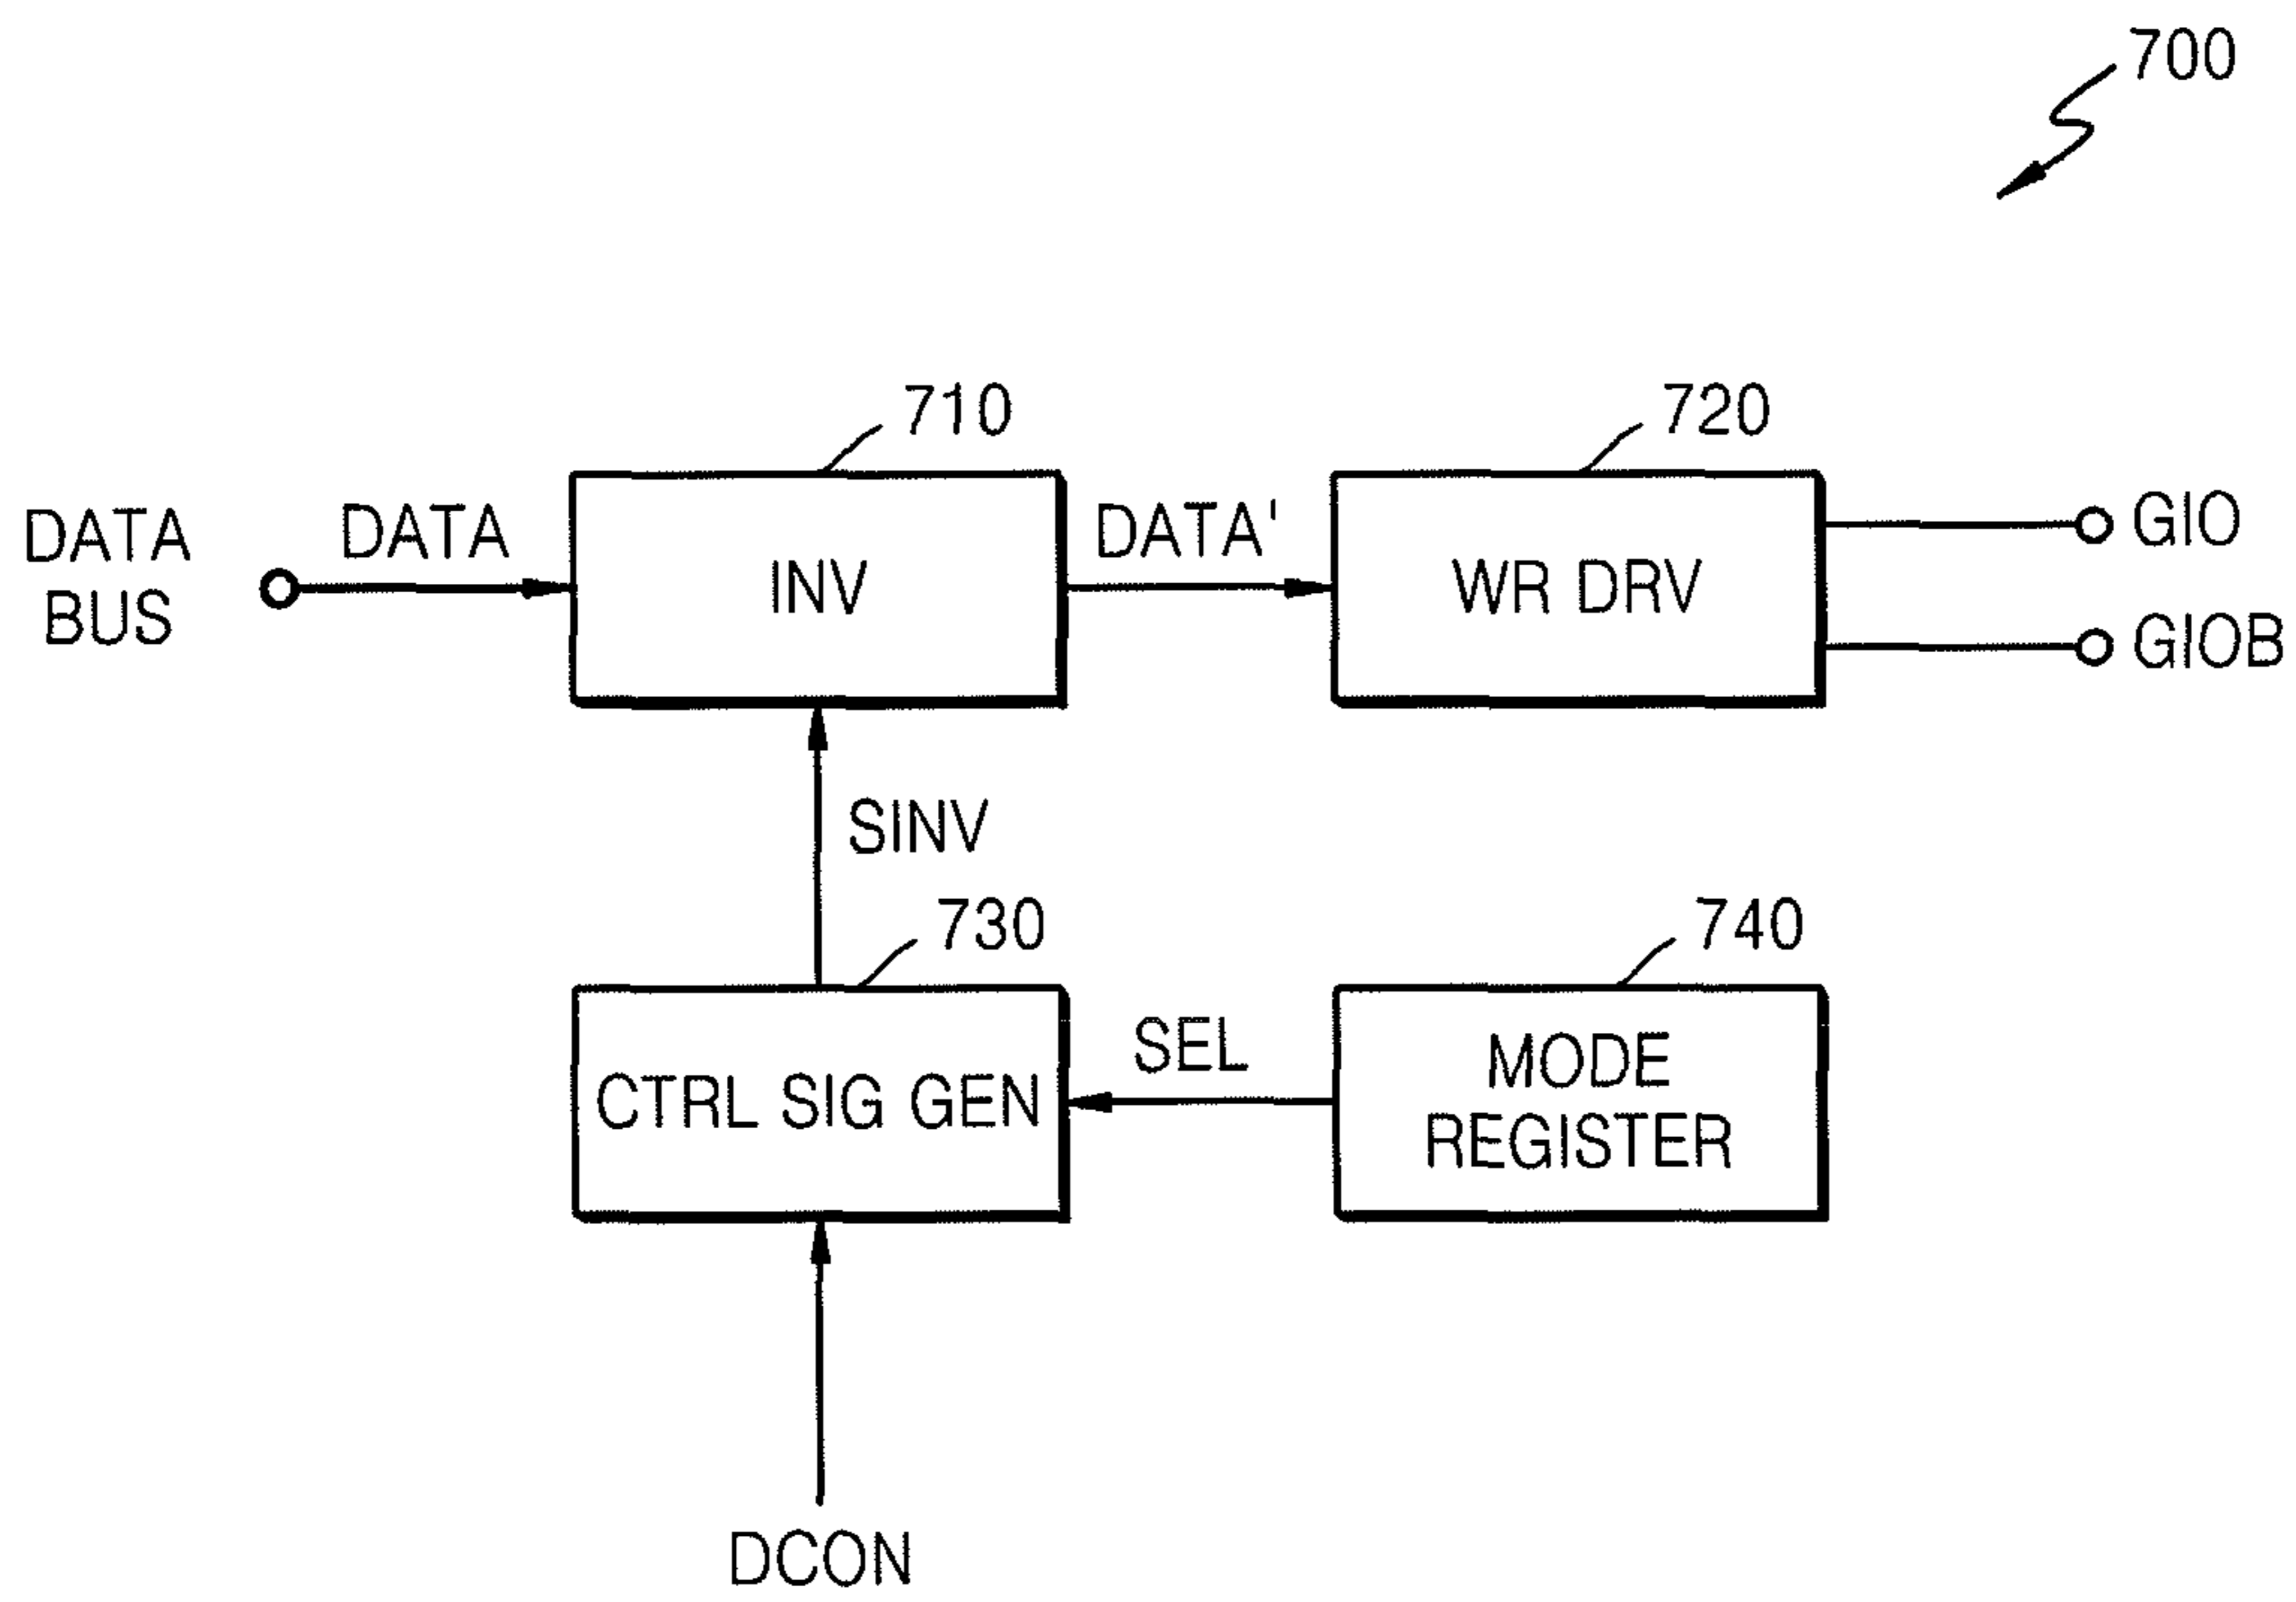 700
710
720
DATA
BUS
DATA
INV
DATA'
WR DRV
GIO
GIOB
SINV
730
740
CTRL SIG GEN
SEL
MODE
REGISTER
DCON